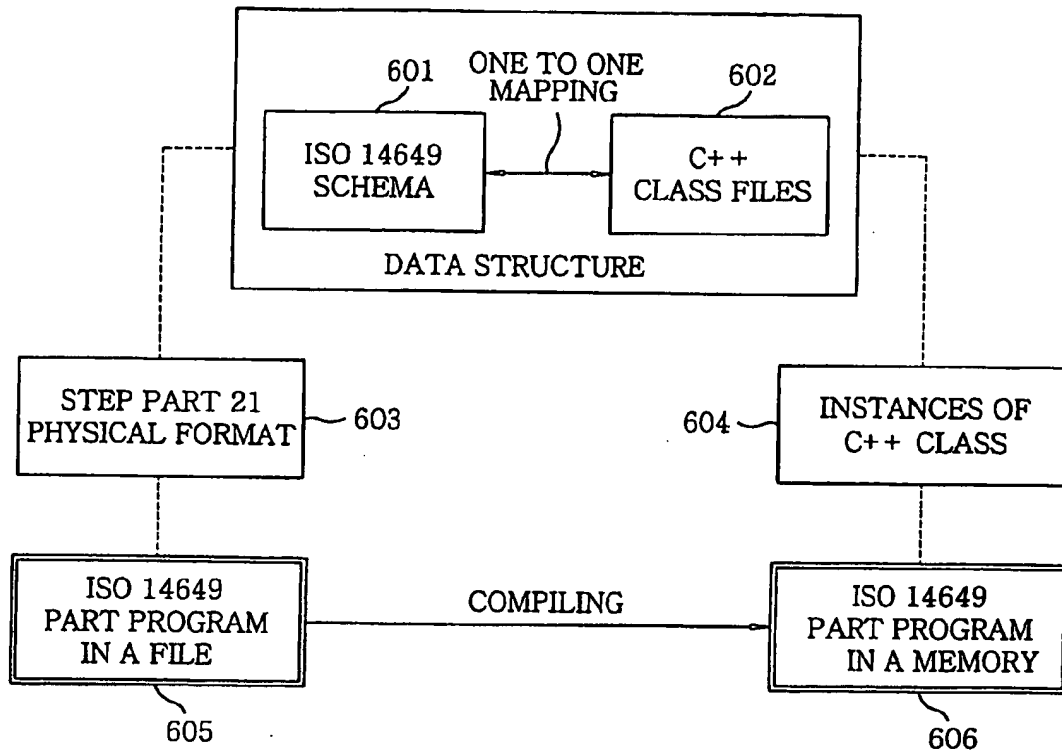 ONE TO ONE
MAPPING
601
602
ISO 14649
SCHEMA
C++
CLASS FILES
DATA STRUCTURE
STEP PART 21
PHYSICAL FORMAT
603
604
INSTANCES OF
C++ CLASS
ISO 14649
PART PROGRAM
IN A FILE
COMPILING
ISO 14649
PART PROGRAM
IN A MEMORY
605
606